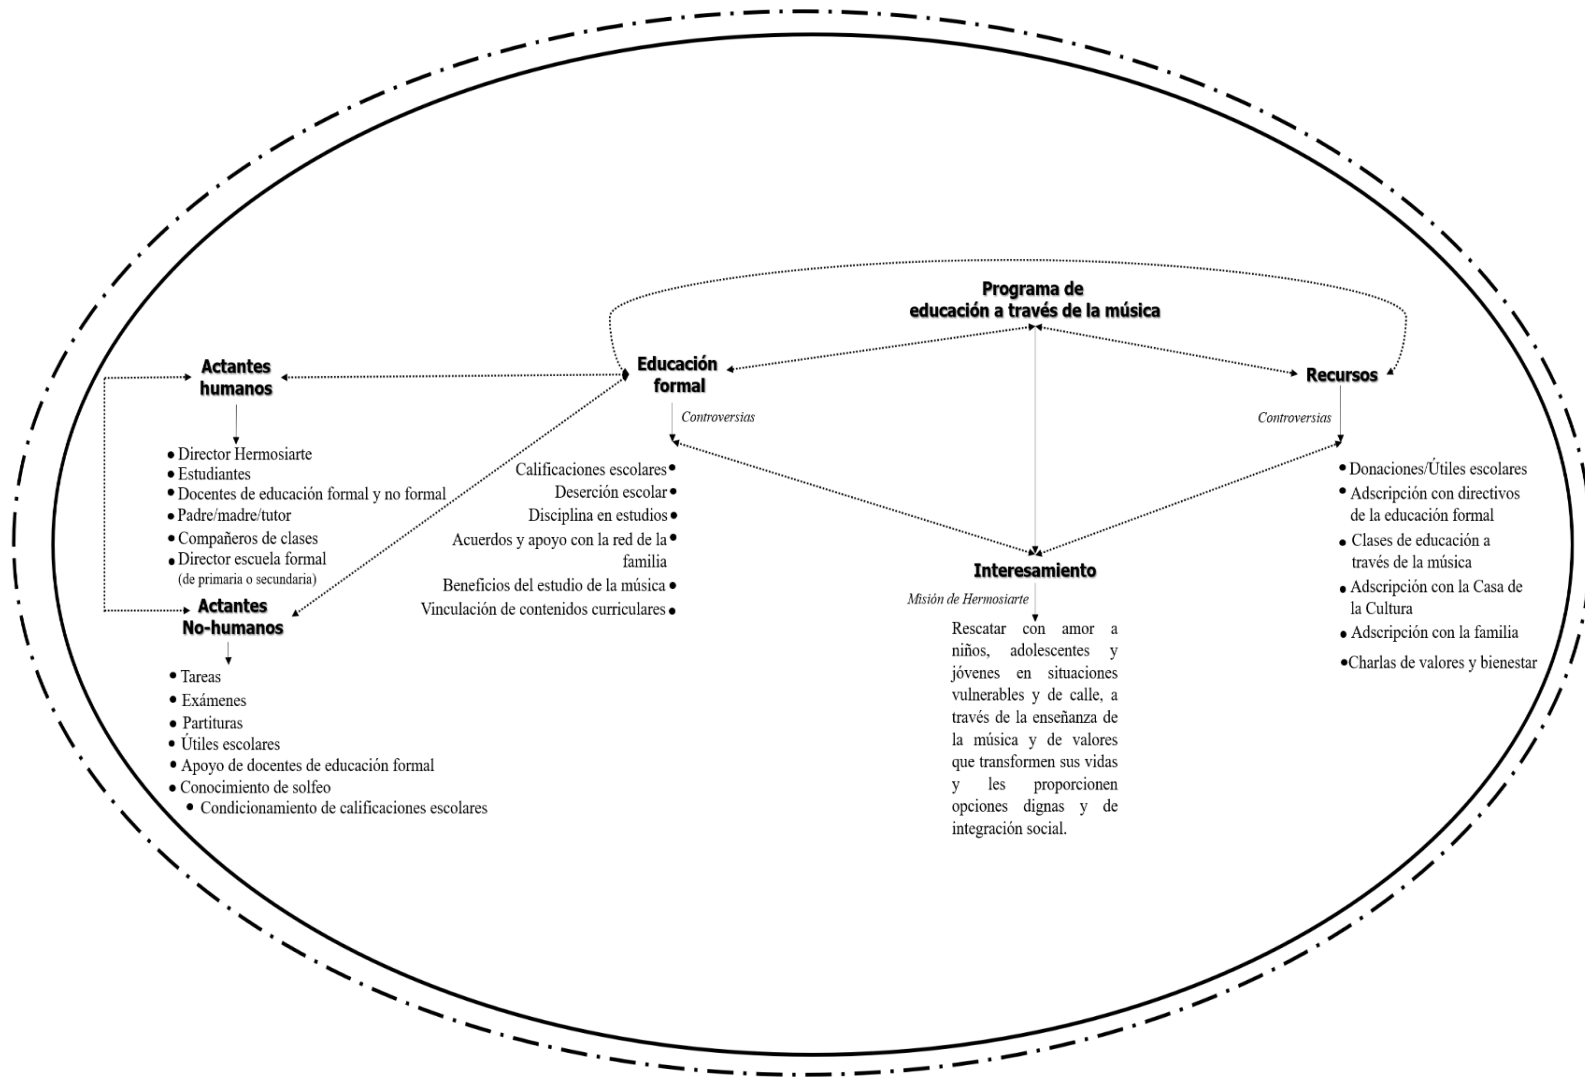 Programa de
educación a través de la música
Actantes
humanos
Director Hermosiarte
Estudiantes
Docentes de educación formal y no formal
Padre/madre/tutor
Compañeros de clases
Director escuela formal
(de primaria o secundaria)
Actantes
No-humanos
Tareas
Exámenes
Partituras
Útiles escolares
Apoyo de docentes de educación formal
Conocimiento de solfeo
Condicionamiento de calificaciones escolares
Educación
formal
Controversias
Calificaciones escolares
Deserción escolar
Disciplina en estudios
Acuerdos y apoyo con la red de la
familia
Beneficios del estudio de la música
Vinculación de contenidos curriculares
Interesamiento
Misión de Hermosiarte
Rescatar con amor a
niños, adolescentes y
jóvenes en situaciones
vulnerables y de calle, a
través de la enseñanza de
la música y de valores
que transformen sus vidas
y les proporcionen
opciones dignas y de
integración social.
Recursos
Controversias
Donaciones/Útiles escolares
Adscripción con directivos
de la educación formal
Clases de educación a
través de la música
Adscripción con la Casa de
la Cultura
Adscripción con la familia
Charlas de valores y bienestar